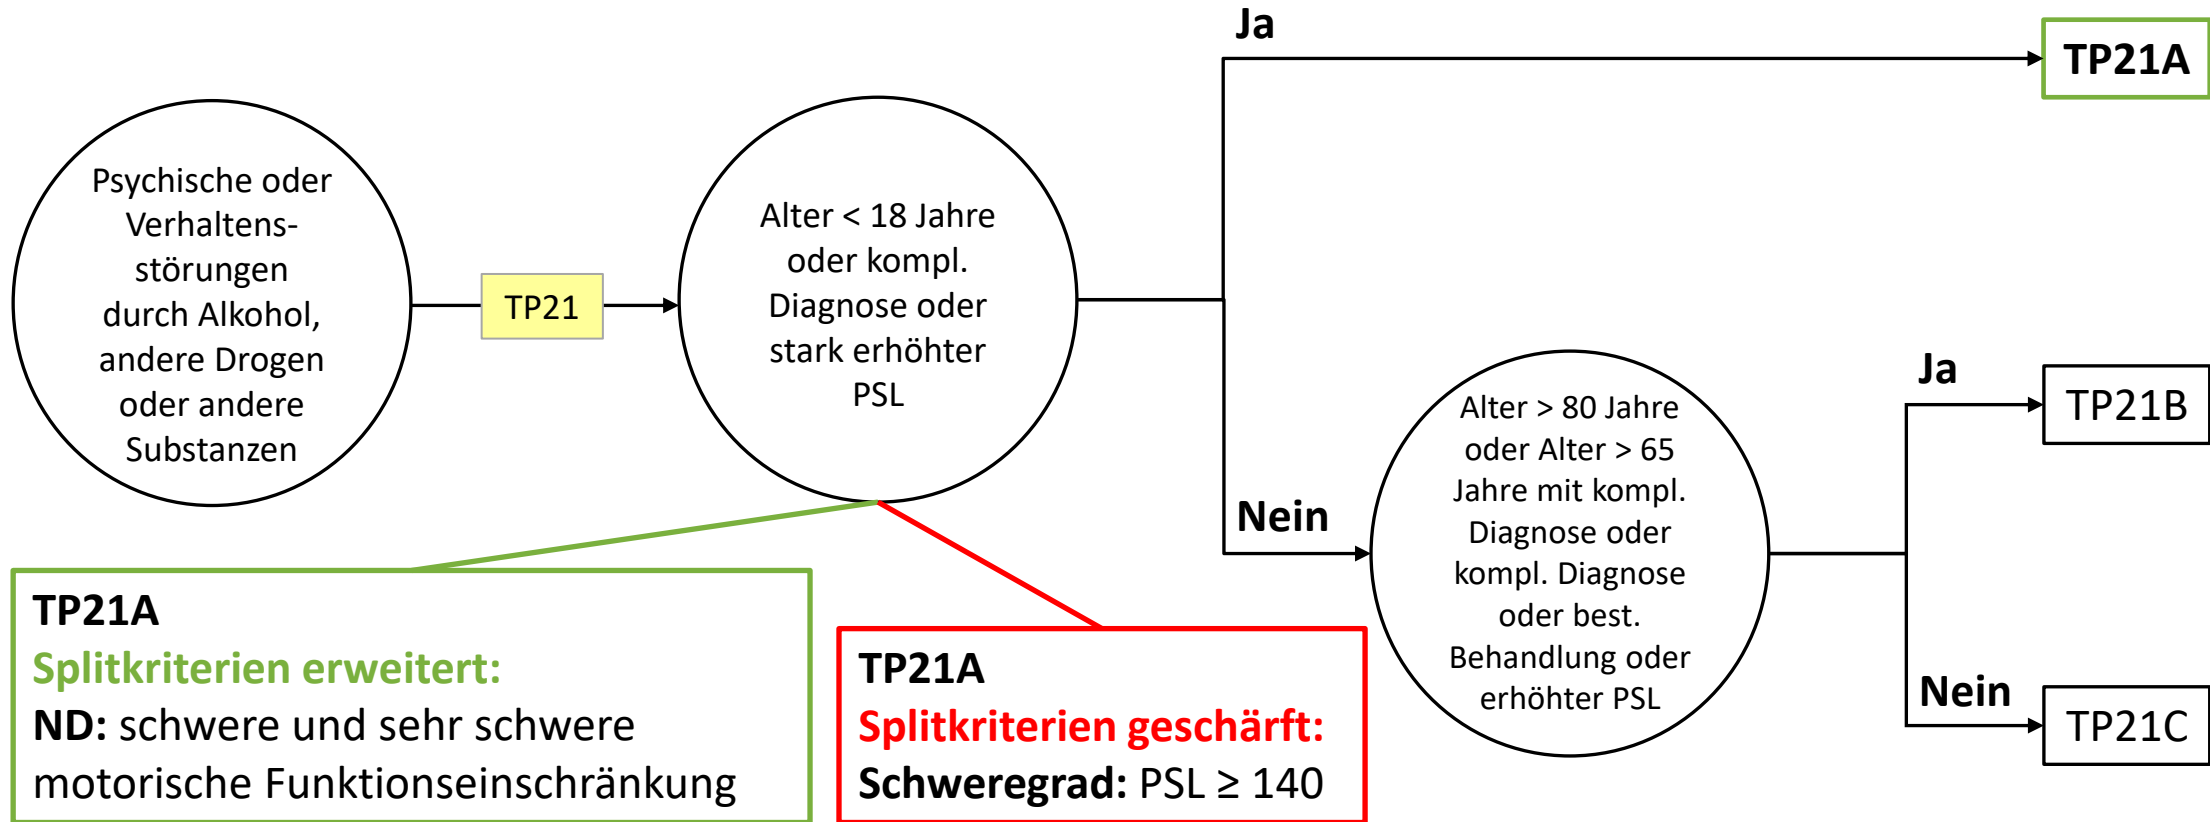 Psychische oder
Verhaltens-
störungen
durch Alkohol,
andere Drogen
oder andere
Substanzen
TP21
Alter < 18 Jahre
oder kompl.
Diagnose oder
stark erhöhter
PSL
Ja
TP21A
Nein
Alter > 80 Jahre
oder Alter > 65
Jahre mit kompl.
Diagnose oder
kompl. Diagnose
oder best.
Behandlung oder
erhöhter PSL
Ja
TP21B
Nein
TP21C
TP21A
Splitkriterien erweitert:
ND: schwere und sehr schwere
motorische Funktionseinschränkung
TP21A
Splitkriterien geschärft:
Schweregrad: PSL ≥ 140